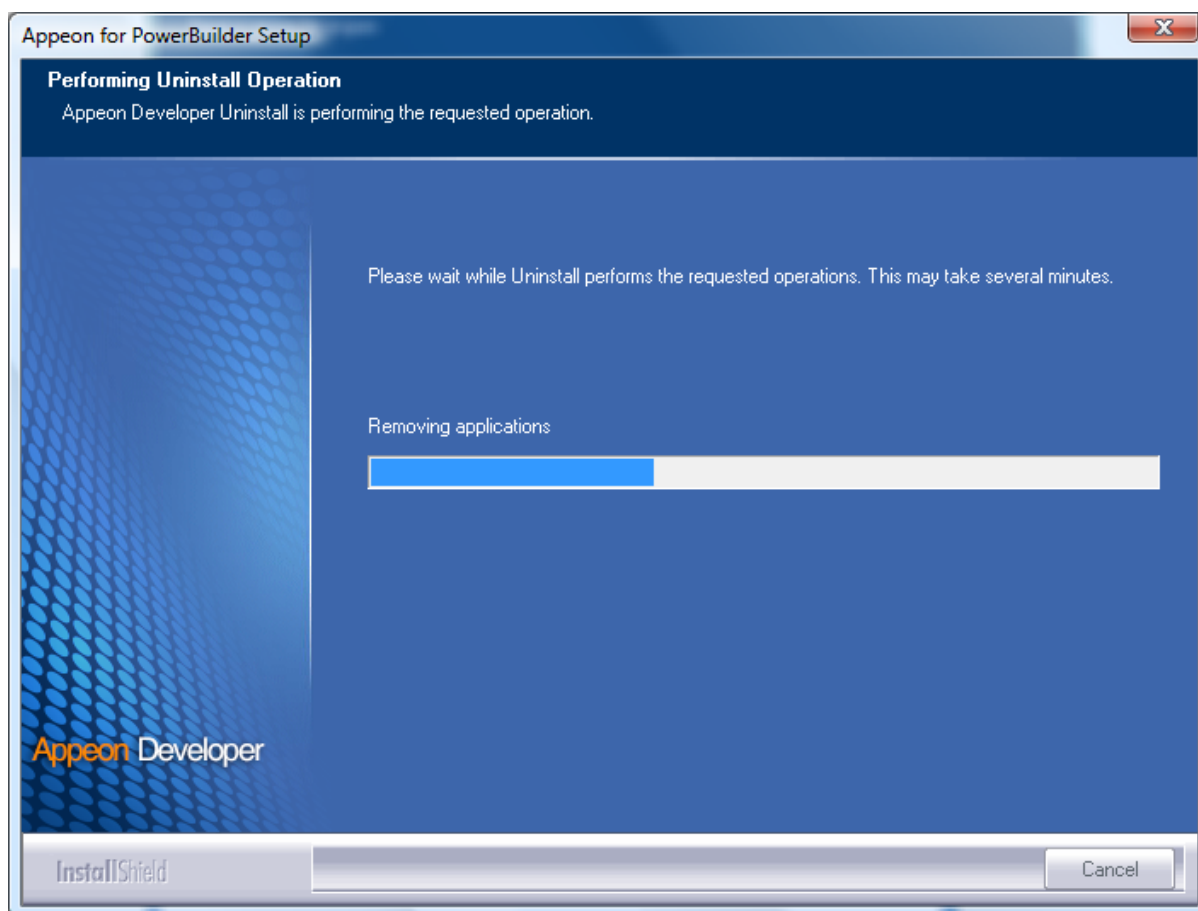 Appeon for PowerBuilder Setup
Performing Uninstall Operation
Appeon Developer Uninstall is performing the requested operation.
Please wait while Uninstall performs the requested operations. This may take several minutes.
Removing applications
Appeon Developer
InstallShield
Cancel